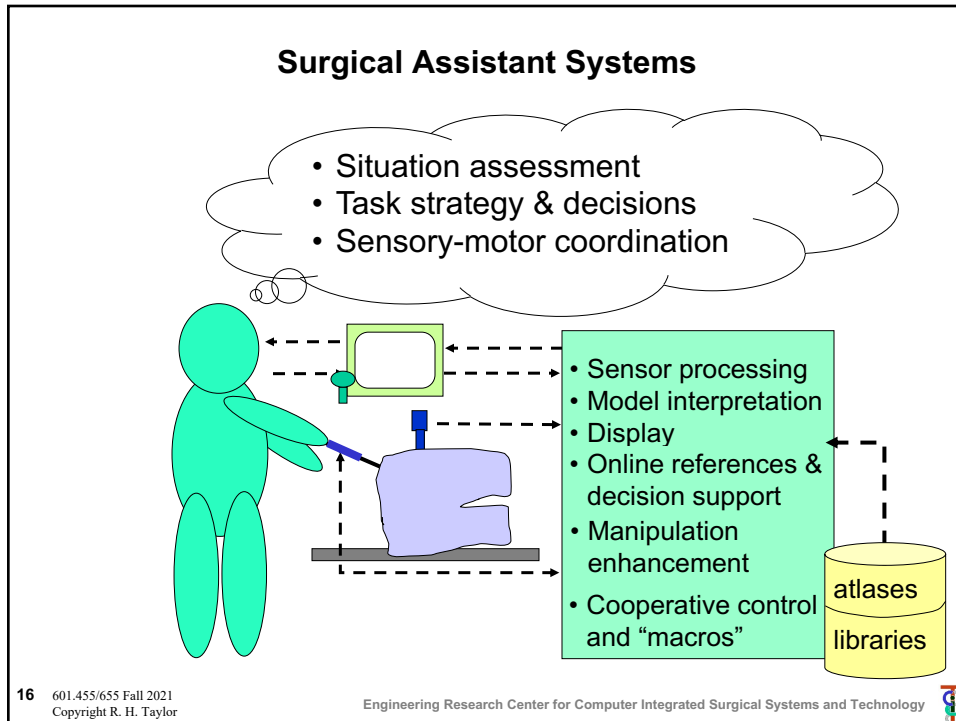 Surgical Assistant Systems
• Situation assessment
• Task strategy & decisions
• Sensory-motor coordination
• Sensor processing
• Model interpretation
• Display
• Online references &
decision support
• Manipulation
enhancement
• Cooperative control
and “macros”
atlases
libraries
16 601.455/655 Fall 2021
Copyright R. H. Taylor
Engineering Research Center for Computer Integrated Surgical Systems and Technology